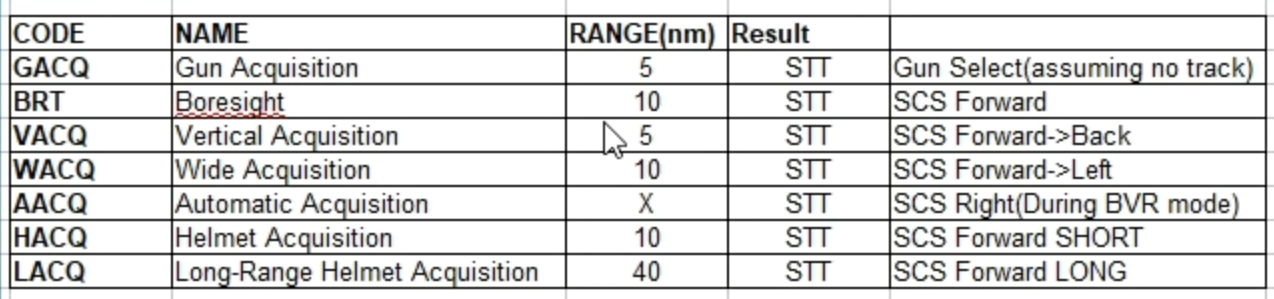 CODE NAME RANGE(nm) Result
GACQ Gun Acquisition 5 STT Gun Select(assuming no track)
BRT Boresight 10 STT SCS Forward
VACQ Vertical Acquisition 5 STT SCS Forward->Back
WACQ Wide Acquisition 10 STT SCS Forward->Left
AACQ Automatic Acquisition X STT SCS Right(During BVR mode)
HACQ Helmet Acquisition 10 STT SCS Forward SHORT
LACQ Long-Range Helmet Acquisition 40 STT SCS Forward LONG